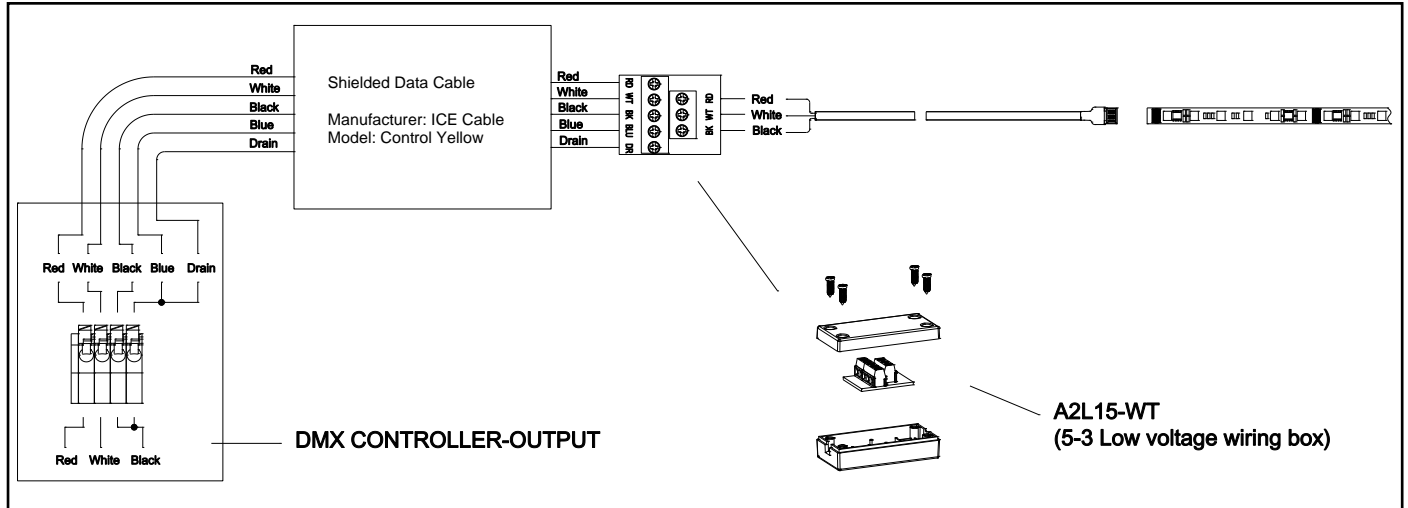 Red
White
Black
Blue
Drain
Shielded Data Cable
Manufacturer: ICE Cable
Model: Control Yellow
Red
White
Black
Blue
Drain
RD
WT
BK
BLU
DR
RD
WT
BK
Red
White
Black
Red White Black Blue Drain
Red White Black
DMX CONTROLLER-OUTPUT
A2L15-WT
(5-3 Low voltage wiring box)